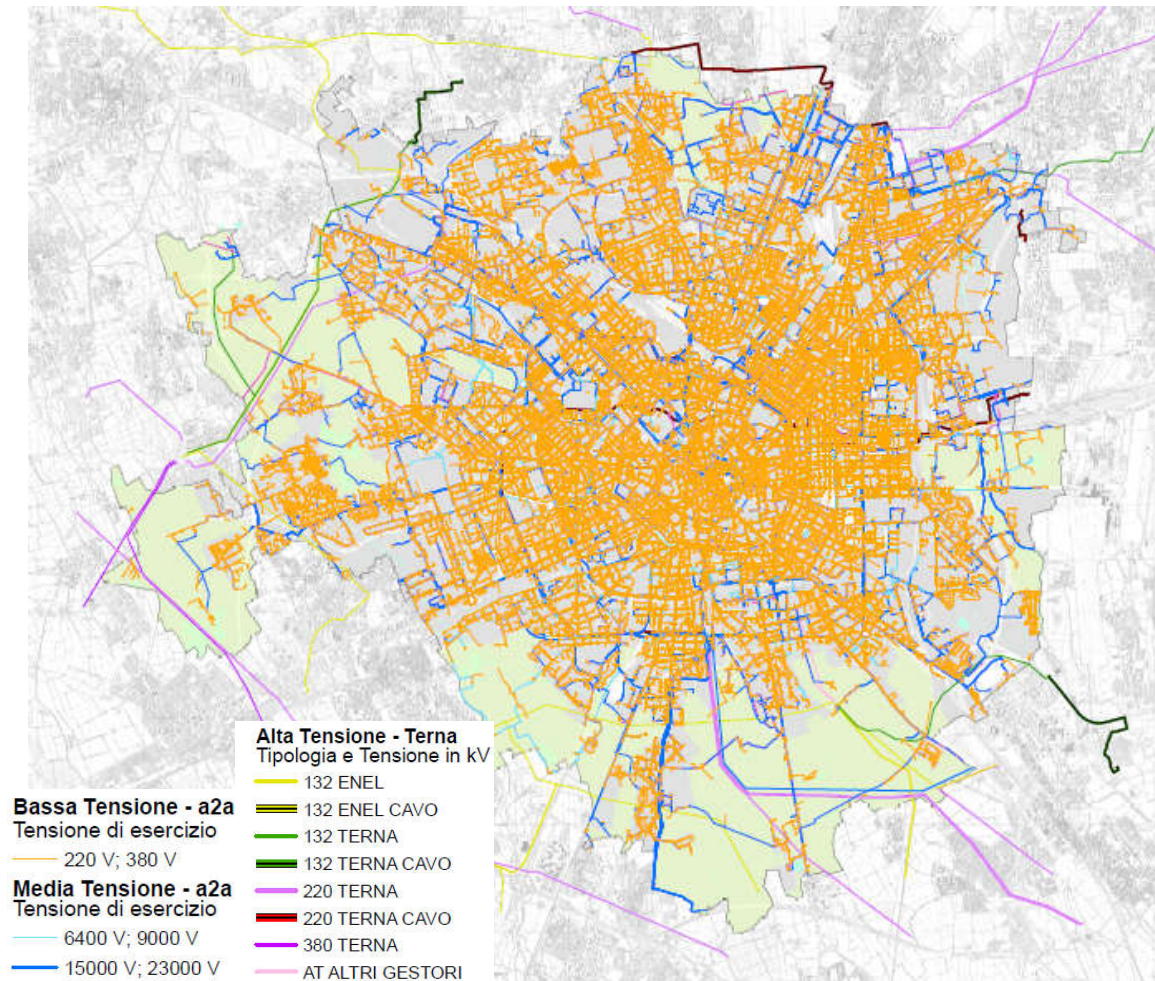 Alta Tensione - Terna
Tipologia e Tensione in kV
132 ENEL
132 ENEL CAVO
132 TERNA
132 TERNA CAVO
220 TERNA
220 TERNA CAVO
380 TERNA
AT ALTRI GESTORI
Bassa Tensione - a2a
Tensione di esercizio
220 V; 380 V
Media Tensione - a2a
Tensione di esercizio
6400 V; 9000 V
15000 V; 23000 V